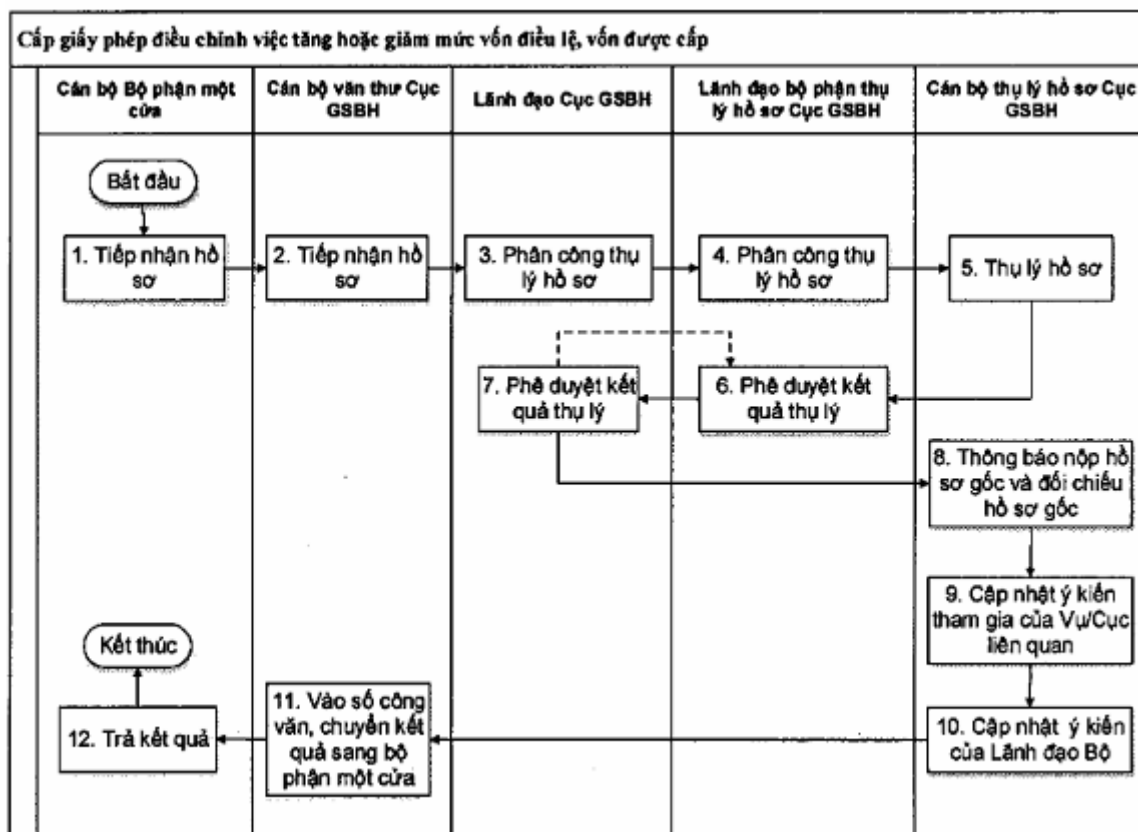 Cấp giấy phép điều chỉnh việc tăng hoặc giảm mức vốn điều lệ, vốn được cấp
Cán bộ Bộ phận một
cửa
Cán bộ văn thư Cục
GSBH
Lãnh đạo Cục GSBH
Lãnh đạo bộ phận thụ
lý hồ sơ Cục GSBH
Cán bộ thụ lý hồ sơ Cục
GSBH
Bắt đầu
1. Tiếp nhận hồ
sơ
2. Tiếp nhận hồ
sơ
3. Phân công thụ
lý hồ sơ
4. Phân công thụ
lý hồ sơ
5. Thụ lý hồ sơ
7. Phê duyệt kết
quả thụ lý
6. Phê duyệt kết
quả thụ lý
8. Thông báo nộp hồ
sơ gốc và đối chiếu
hồ sơ gốc
9. Cập nhật ý kiến
tham gia của Vụ/Cục
liên quan
Kết thúc
12. Trả kết quả
11. Vào số công
văn, chuyển kết
quả sang bộ
phận một cửa
10. Cập nhật ý kiến
của Lãnh đạo Bộ